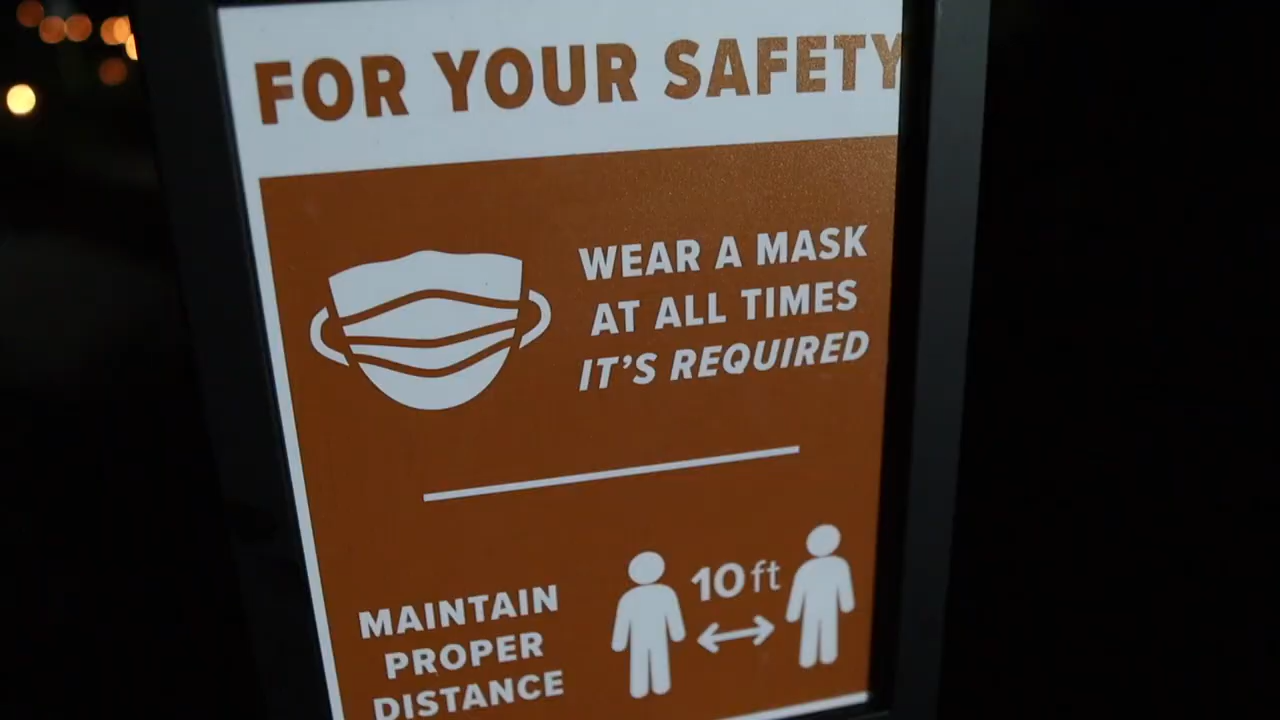 FOR YOUR SAFETY
WEAR A MASK
AT ALL TIMES
IT'S REQUIRED
10ft
MAINTAIN
PROPER
DISTANCE